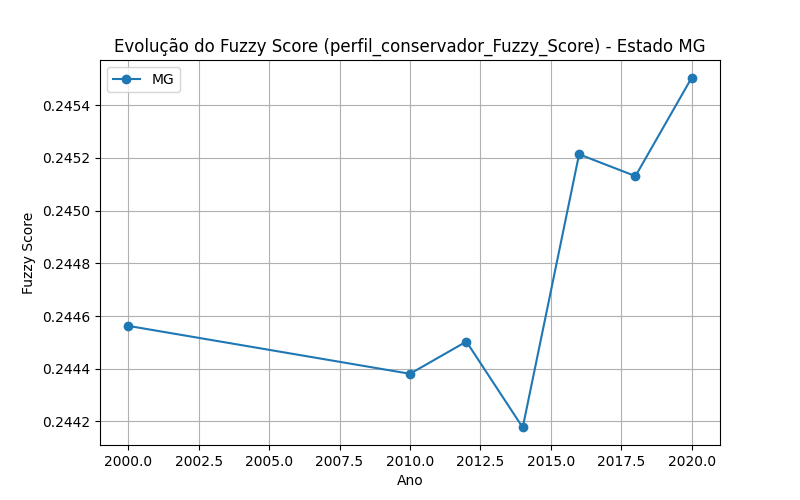 Evolução do Fuzzy Score (perfil_conservador_Fuzzy_Score) - Estado MG
MG
Fuzzy Score
0.2454
0.2452
0.2450
0.2448
0.2446
0.2444
0.2442
2000.0 2002.5 2005.0 2007.5 2010.0 2012.5 2015.0 2017.5 2020.0
Ano